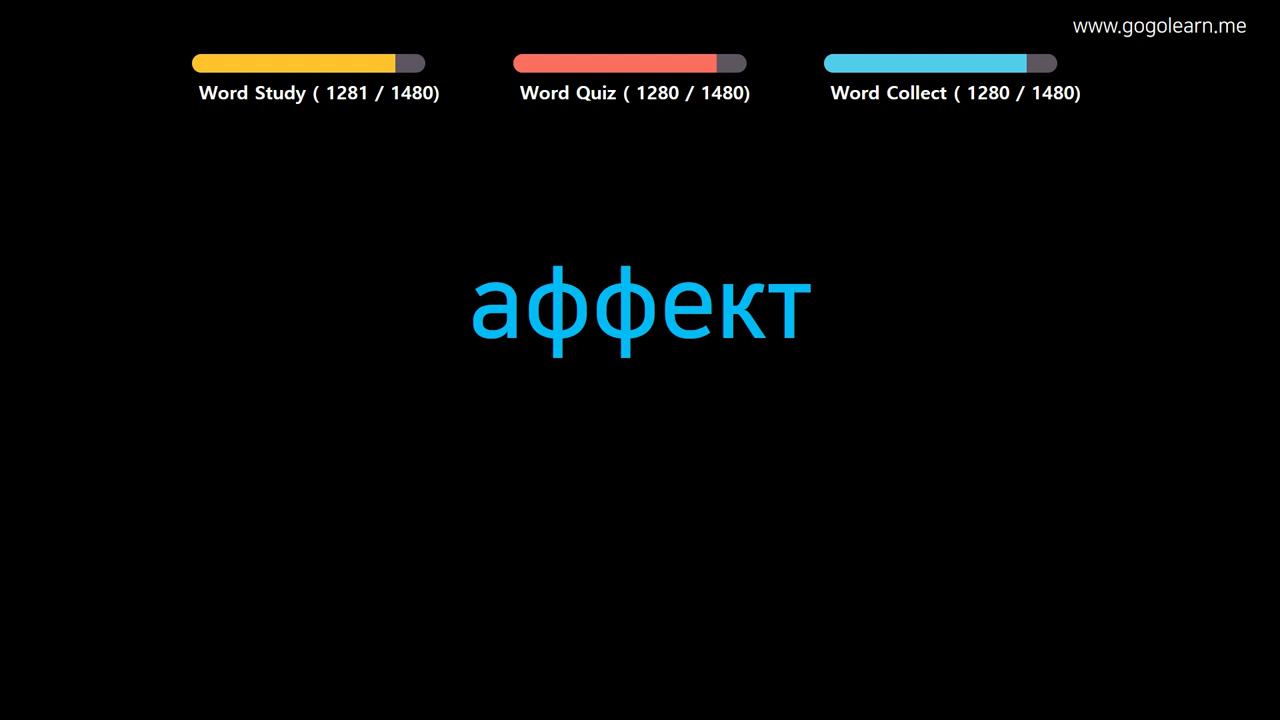 www.gogolearn.me
Word Study ( 1281 / 1480)
Word Quiz ( 1280 / 1480)
Word Collect ( 1280 / 1480)
аффект